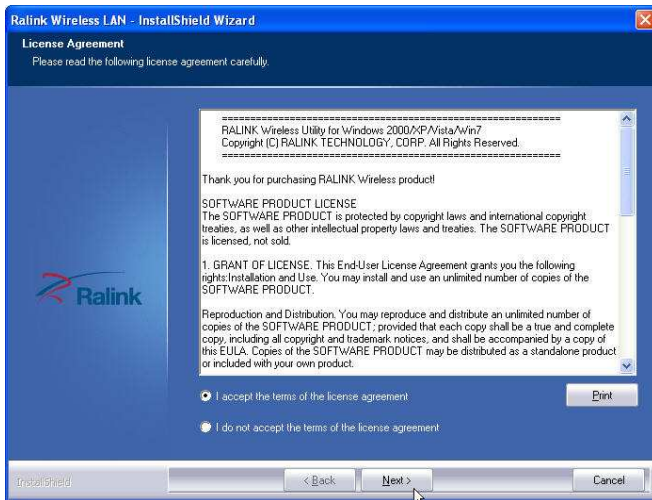 Ralink Wireless LAN - InstallShield Wizard
License Agreement
Please read the following license agreement carefully.
==================================================
RALINK Wireless Utility for Windows 2000/XP/Vista/Win7
Copyright (C) RALINK TECHNOLOGY, CORP. All Rights Reserved.
==================================================
Thank you for purchasing RALINK Wireless product!
SOFTWARE PRODUCT LICENSE
The SOFTWARE PRODUCT is protected by copyright laws and international copyright
treaties, as well as other intellectual property laws and treaties. The SOFTWARE PRODUCT
is licensed, not sold.
1. GRANT OF LICENSE. This End-User License Agreement grants you the following
rights:Installation and Use. You may install and use an unlimited number of copies of the
SOFTWARE PRODUCT.
Reproduction and Distribution. You may reproduce and distribute an unlimited number of
copies of the SOFTWARE PRODUCT; provided that each copy shall be a true and complete
copy, including all copyright and trademark notices, and shall be accompanied by a copy of
this EULA. Copies of the SOFTWARE PRODUCT may be distributed as a standalone product
or included with your own product.
Ralink
I accept the terms of the license agreement
Print
I do not accept the terms of the license agreement
InstallShield
< Back
Next >
Cancel